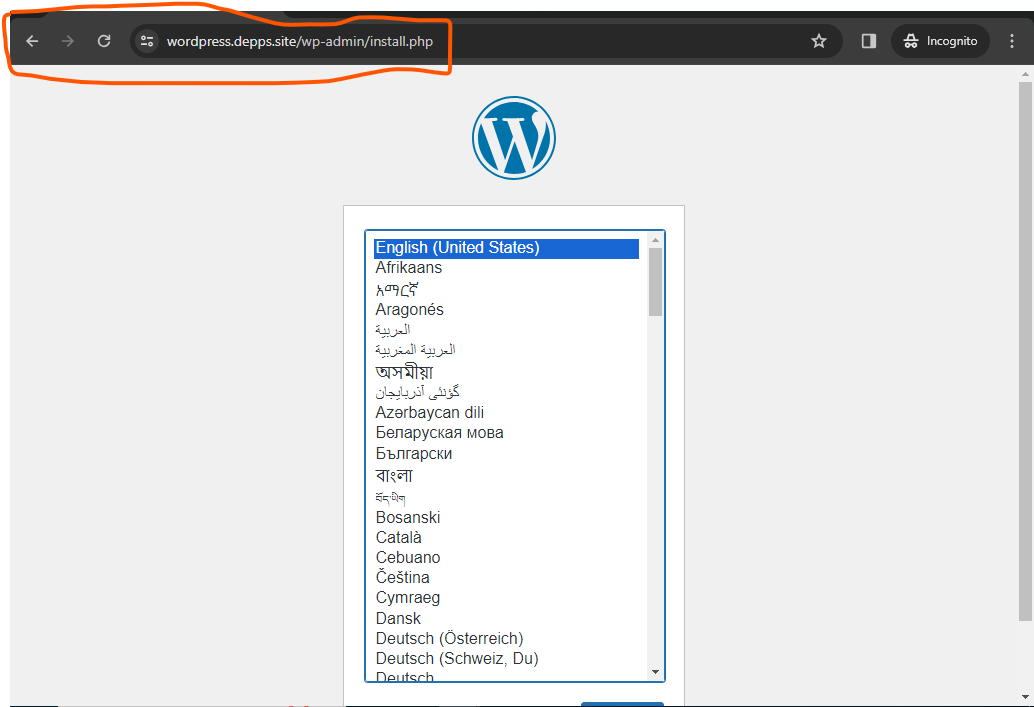 wordpress.depps.site/wp-admin/install.php
Incognito
English (United States)
Afrikaans
አማርኛ
Aragonés
العربية
العربية المغربية
অসমীয়া
گؤنئی آذربایجان
Azərbaycan dili
Беларуская мова
Български
বাংলা
བོད་ཡིག
Bosanski
Català
Cebuano
Čeština
Cymraeg
Dansk
Deutsch (Österreich)
Deutsch (Schweiz, Du)
Deutsch